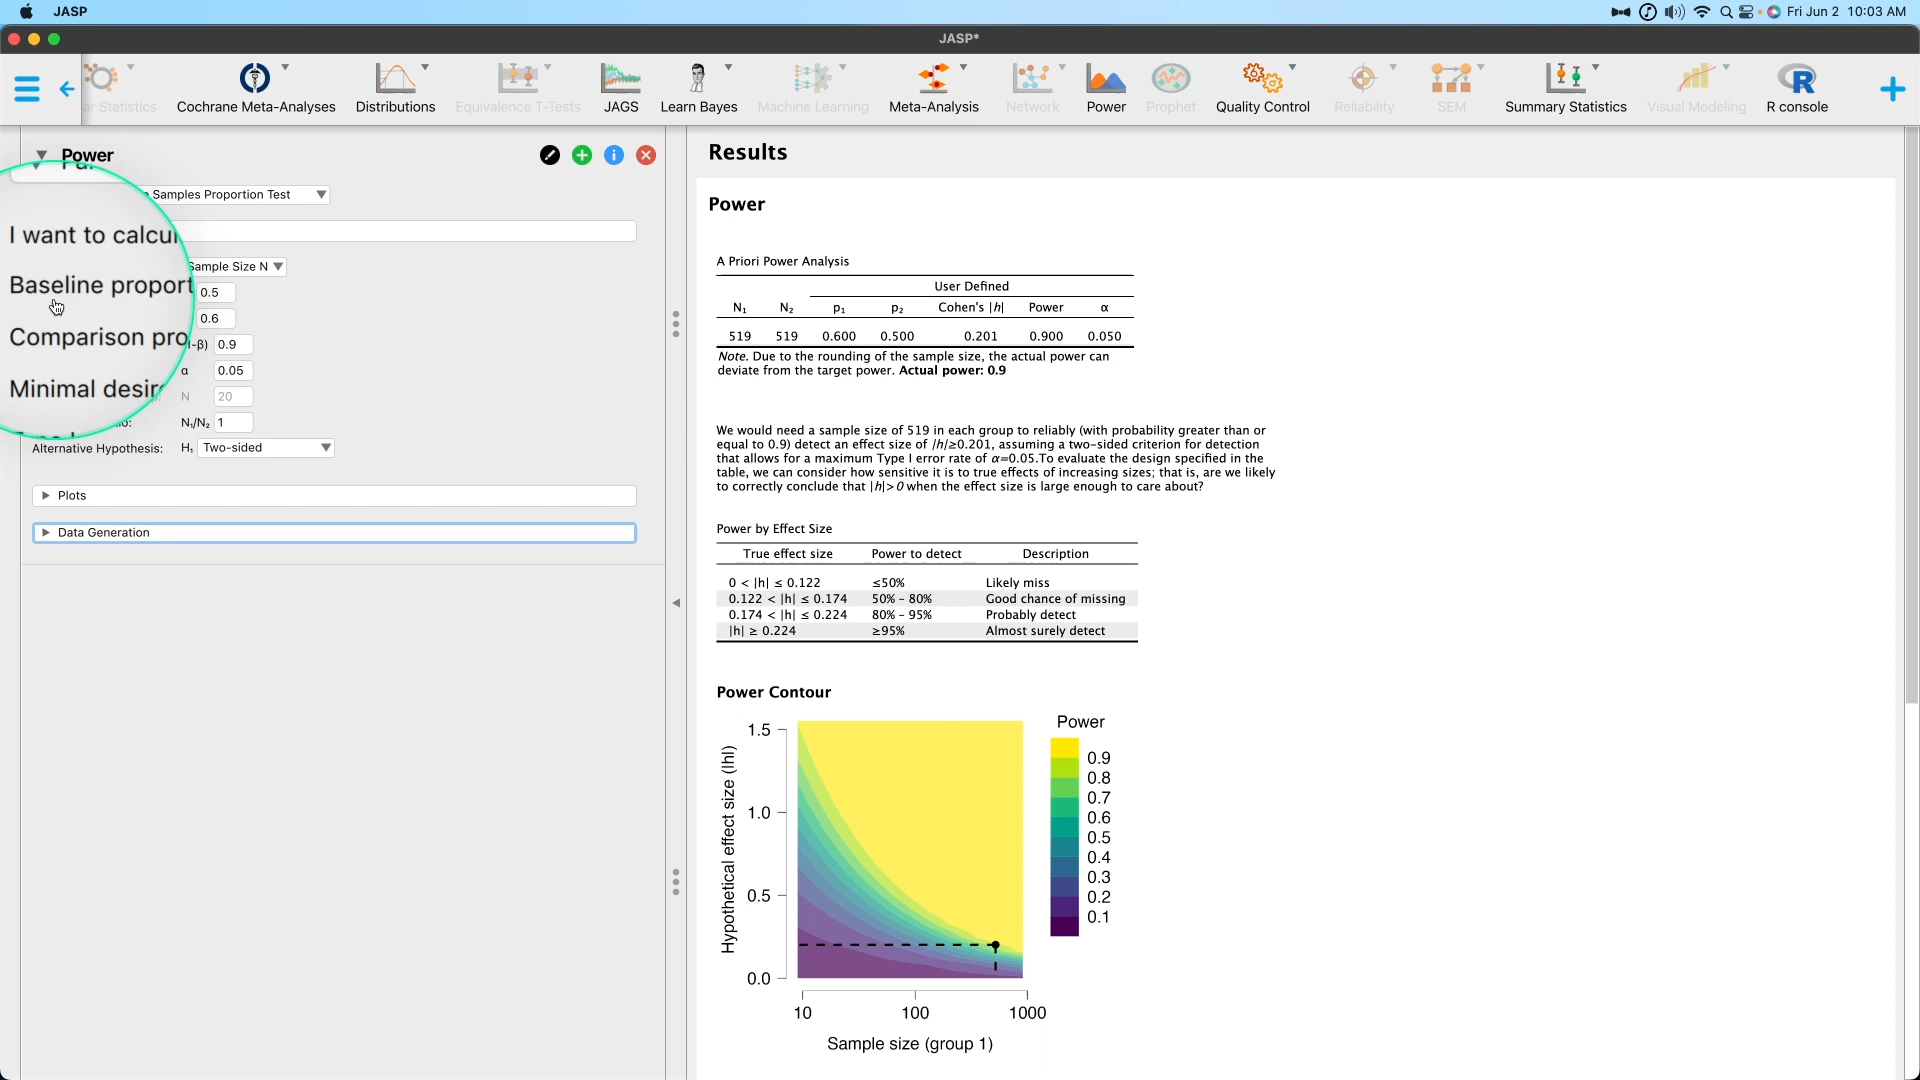 JASP
Fri Jun 2 10:03 AM
JASP*
ar Statistics
Cochrane Meta-Analyses
Distributions
Equivalence T-Tests
JAGS
Learn Bayes
Machine Learning
Meta-Analysis
Network
Power
Prophet
Quality Control
Reliability
SEM
Summary Statistics
Visual Modeling
R console
Power
Samples Proportion Test
I want to calcu
Sample Size N
Baseline proport
0.5
Comparison pro
0.6
Minimal desir
1-β) 0.9
α 0.05
N 20
N₁/N₂ 1
Alternative Hypothesis: H₁ Two-sided
Plots
Data Generation
Results
Power
A Priori Power Analysis
User Defined
N₁ N₂ p₁ p₂ Cohen's |h| Power α
519 519 0.600 0.500 0.201 0.900 0.050
Note. Due to the rounding of the sample size, the actual power can
deviate from the target power. Actual power: 0.9
We would need a sample size of 519 in each group to reliably (with probability greater than or
equal to 0.9) detect an effect size of |h|≥0.201, assuming a two-sided criterion for detection
that allows for a maximum Type I error rate of α=0.05.To evaluate the design specified in the
table, we can consider how sensitive it is to true effects of increasing sizes; that is, are we likely
to correctly conclude that |h|>0 when the effect size is large enough to care about?
Power by Effect Size
True effect size Power to detect Description
0 < |h| ≤ 0.122 ≤50% Likely miss
0.122 < |h| ≤ 0.174 50% – 80% Good chance of missing
0.174 < |h| ≤ 0.224 80% – 95% Probably detect
|h| ≥ 0.224 ≥95% Almost surely detect
Power Contour
Hypothetical effect size (|h|)
1.5
1.0
0.5
0.0
10 100 1000
Sample size (group 1)
Power
0.9
0.8
0.7
0.6
0.5
0.4
0.3
0.2
0.1